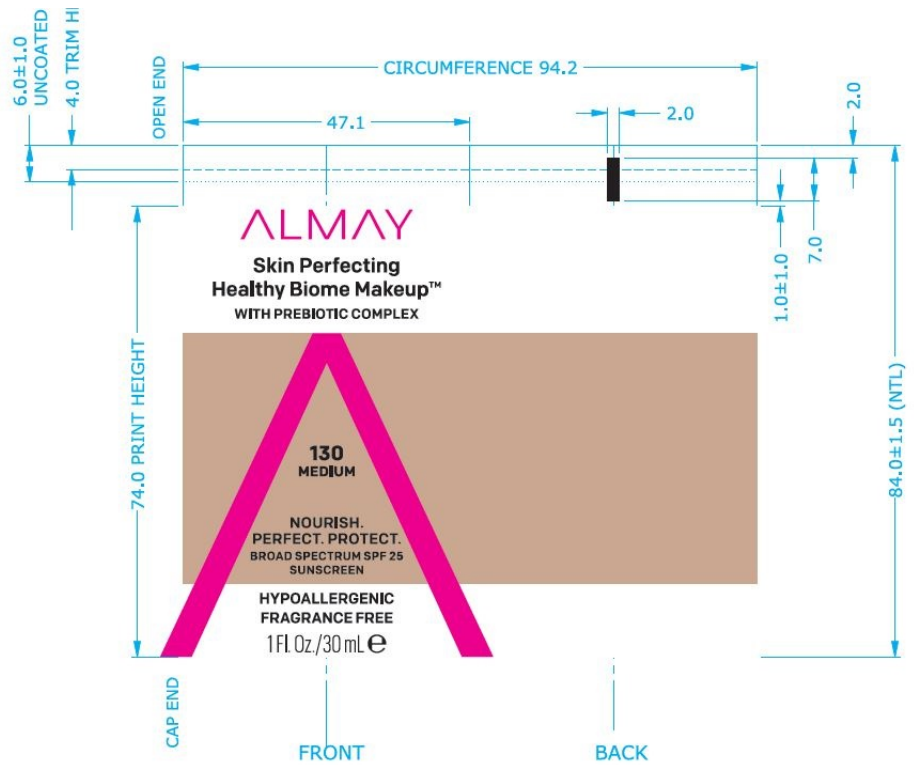 6.0±1.0
UNCOATED
4.0 TRIM H
OPEN END
CIRCUMFERENCE 94.2
47.1
2.0
2.0
7.0
1.0±1.0
ALMAY
Skin Perfecting
Healthy Biome Makeup™
WITH PREBIOTIC COMPLEX
74.0 PRINT HEIGHT
84.0±1.5 (NTL)
130
MEDIUM
NOURISH.
PERFECT. PROTECT.
BROAD SPECTRUM SPF 25
SUNSCREEN
HYPOALLERGENIC
FRAGRANCE FREE
1 Fl. Oz./30 mL ℮
CAP END
FRONT
BACK